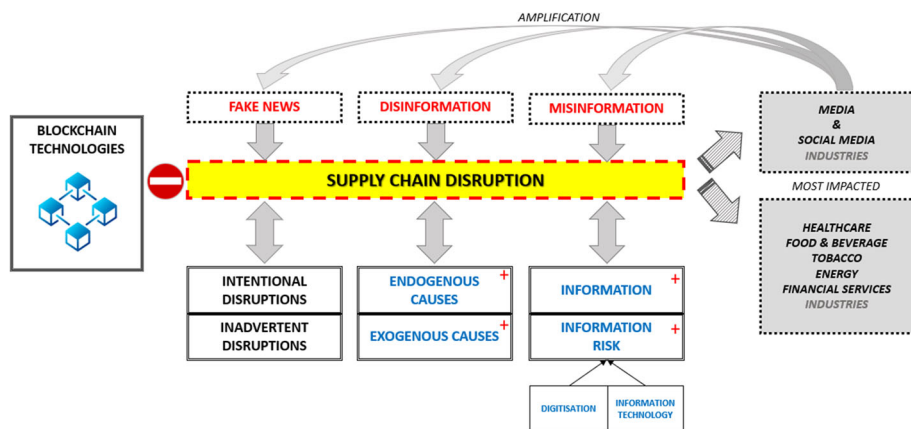 AMPLIFICATION
FAKE NEWS
DISINFORMATION
MISINFORMATION
MEDIA
&
SOCIAL MEDIA
INDUSTRIES
BLOCKCHAIN
TECHNOLOGIES
SUPPLY CHAIN DISRUPTION
MOST IMPACTED
HEALTHCARE
FOOD & BEVERAGE
TOBACCO
ENERGY
FINANCIAL SERVICES
INDUSTRIES
INTENTIONAL
DISRUPTIONS
INADVERTENT
DISRUPTIONS
ENDOGENOUS +
CAUSES
EXOGENOUS CAUSES +
INFORMATION +
INFORMATION +
RISK
DIGITISATION
INFORMATION
TECHNOLOGY